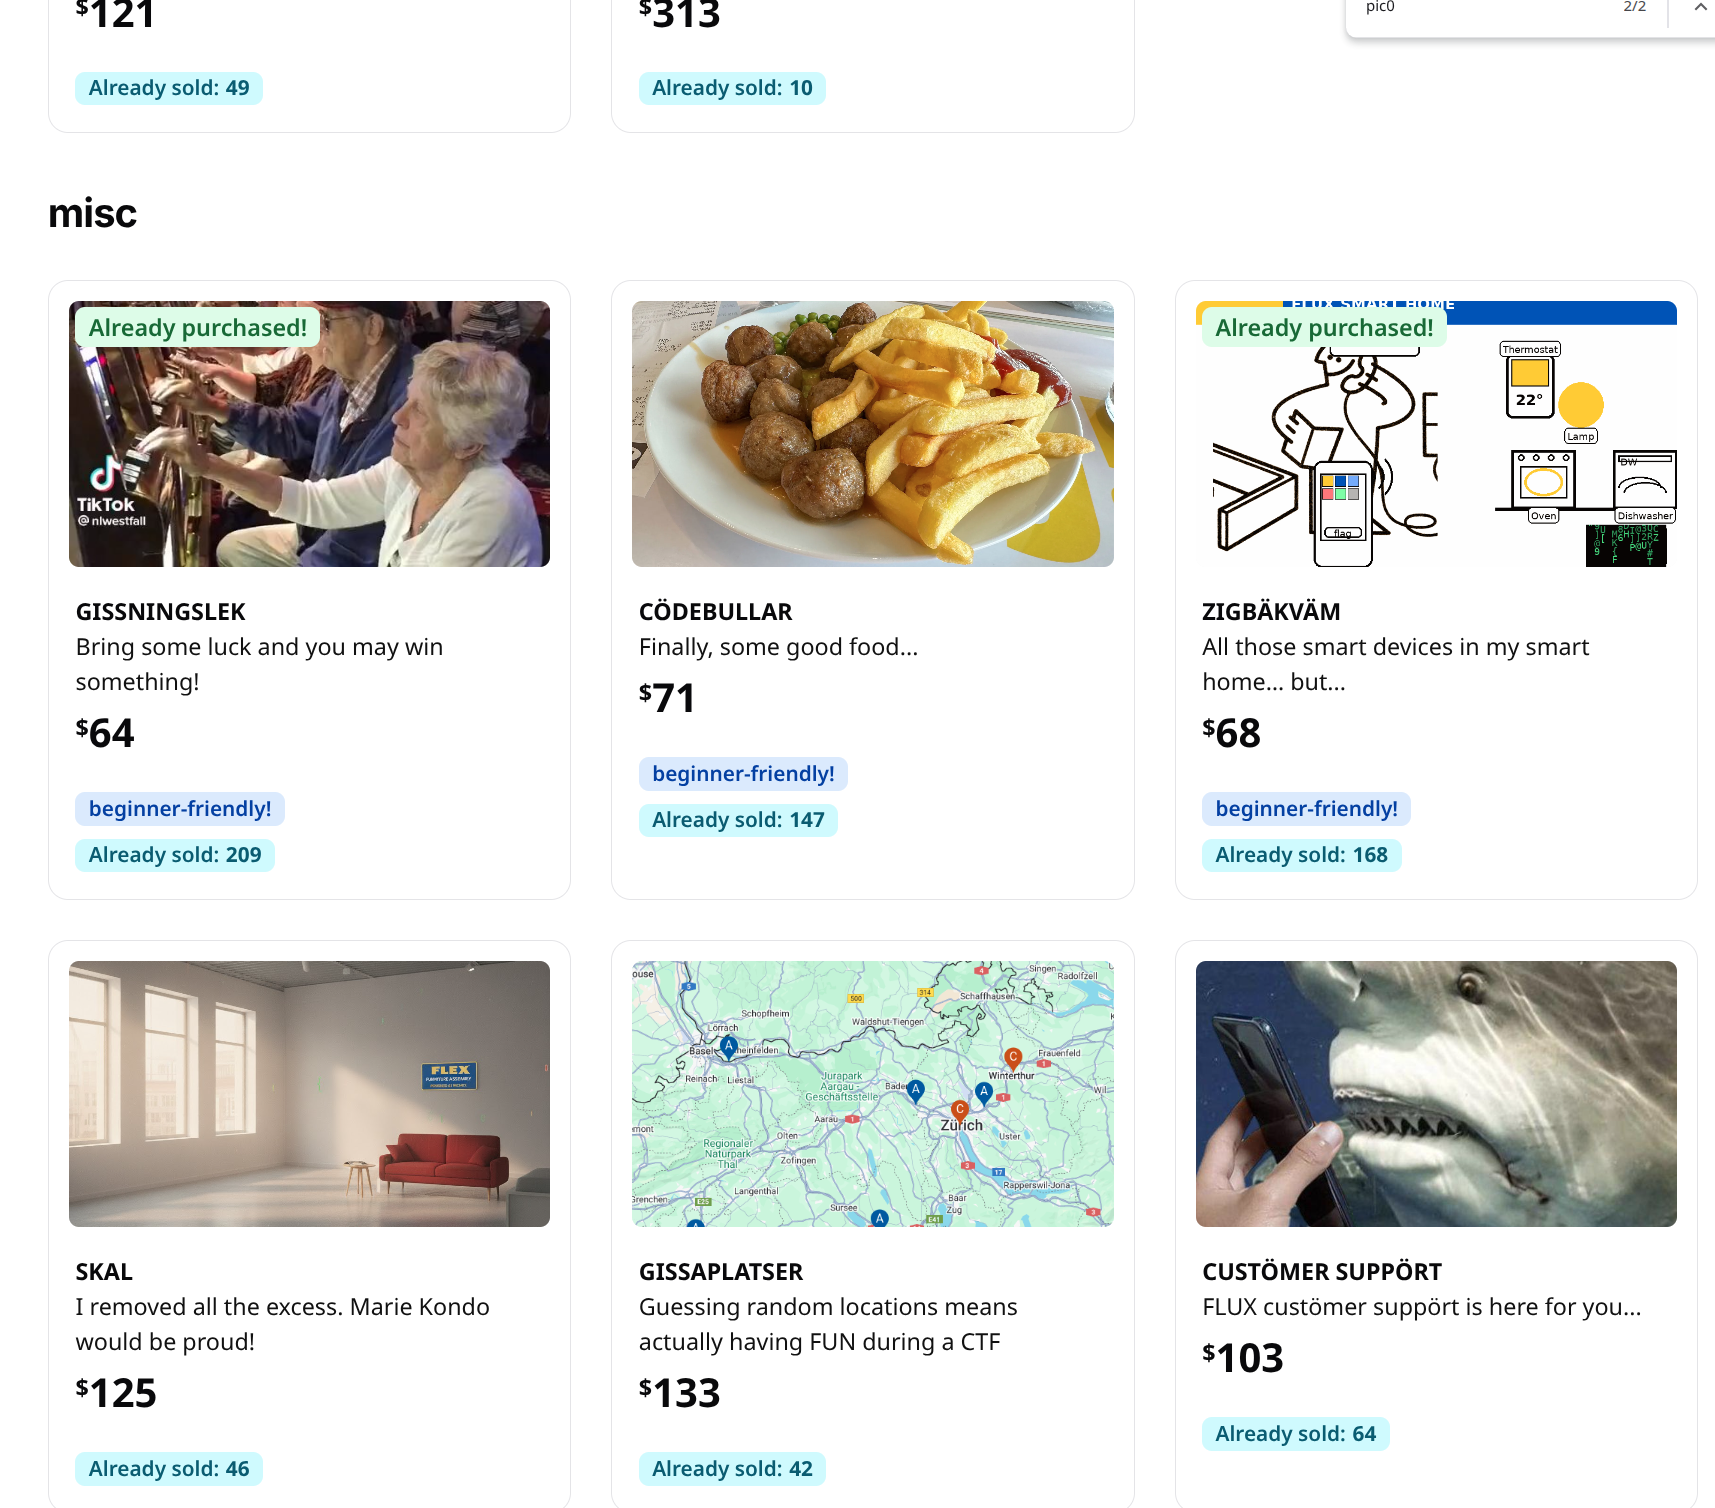 $121
$313
pic0 2/2
Already sold: 49
Already sold: 10
misc
Already purchased!
TikTok
@nlwestfall
FLUX SMART HOME
Already purchased!
Thermostat
22°
Lamp
DW
Oven
Dishwasher
flag
GISSNINGSLEK
Bring some luck and you may win
something!
$64
beginner-friendly!
Already sold: 209
CÖDEBULLAR
Finally, some good food...
$71
beginner-friendly!
Already sold: 147
ZIGBÄKVÄM
All those smart devices in my smart
home... but...
$68
beginner-friendly!
Already sold: 168
FLEX
FURNITURE ASSEMBLY
Singen
Radolfzell
Schaffhausen
Schopfheim
Waldshut-Tiengen
Lörrach
Basel
Rheinfelden
Frauenfeld
Reinach
Liestal
Jurapark
Aargau -
Geschäftsstelle
Winterthur
Aarau
Zürich
Olten
Uster
Regionaler
Naturpark
Thal
Zofingen
Langenthal
Rapperswil-Jona
Sursee
Baar
Zug
SKAL
I removed all the excess. Marie Kondo
would be proud!
$125
Already sold: 46
GISSAPLATSER
Guessing random locations means
actually having FUN during a CTF
$133
Already sold: 42
CUSTÖMER SUPPÖRT
FLUX custömer suppört is here for you...
$103
Already sold: 64